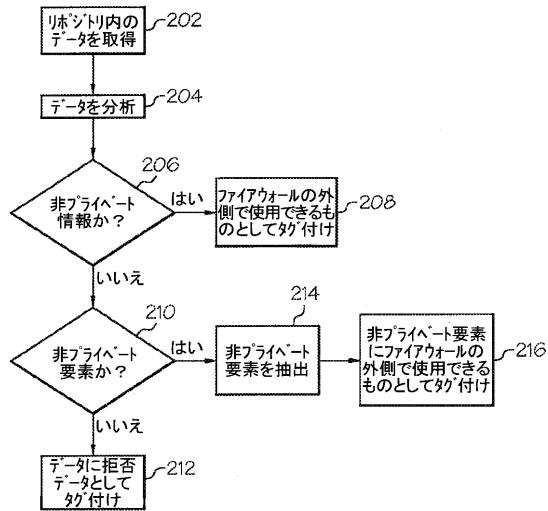 リポジトリ内の
データを取得
202
データを分析
204
206
非プライベート
情報か？
はい
ファイアウォールの外
側で使用できるも
のとしてタグ付け
208
いいえ
210
非プライベート
要素か？
はい
214
非プライベート
要素を抽出
非プライベート要素
にファイアウォールの
外側で使用できる
ものとしてタグ付け
216
いいえ
データに拒否
データとして
タグ付け
212